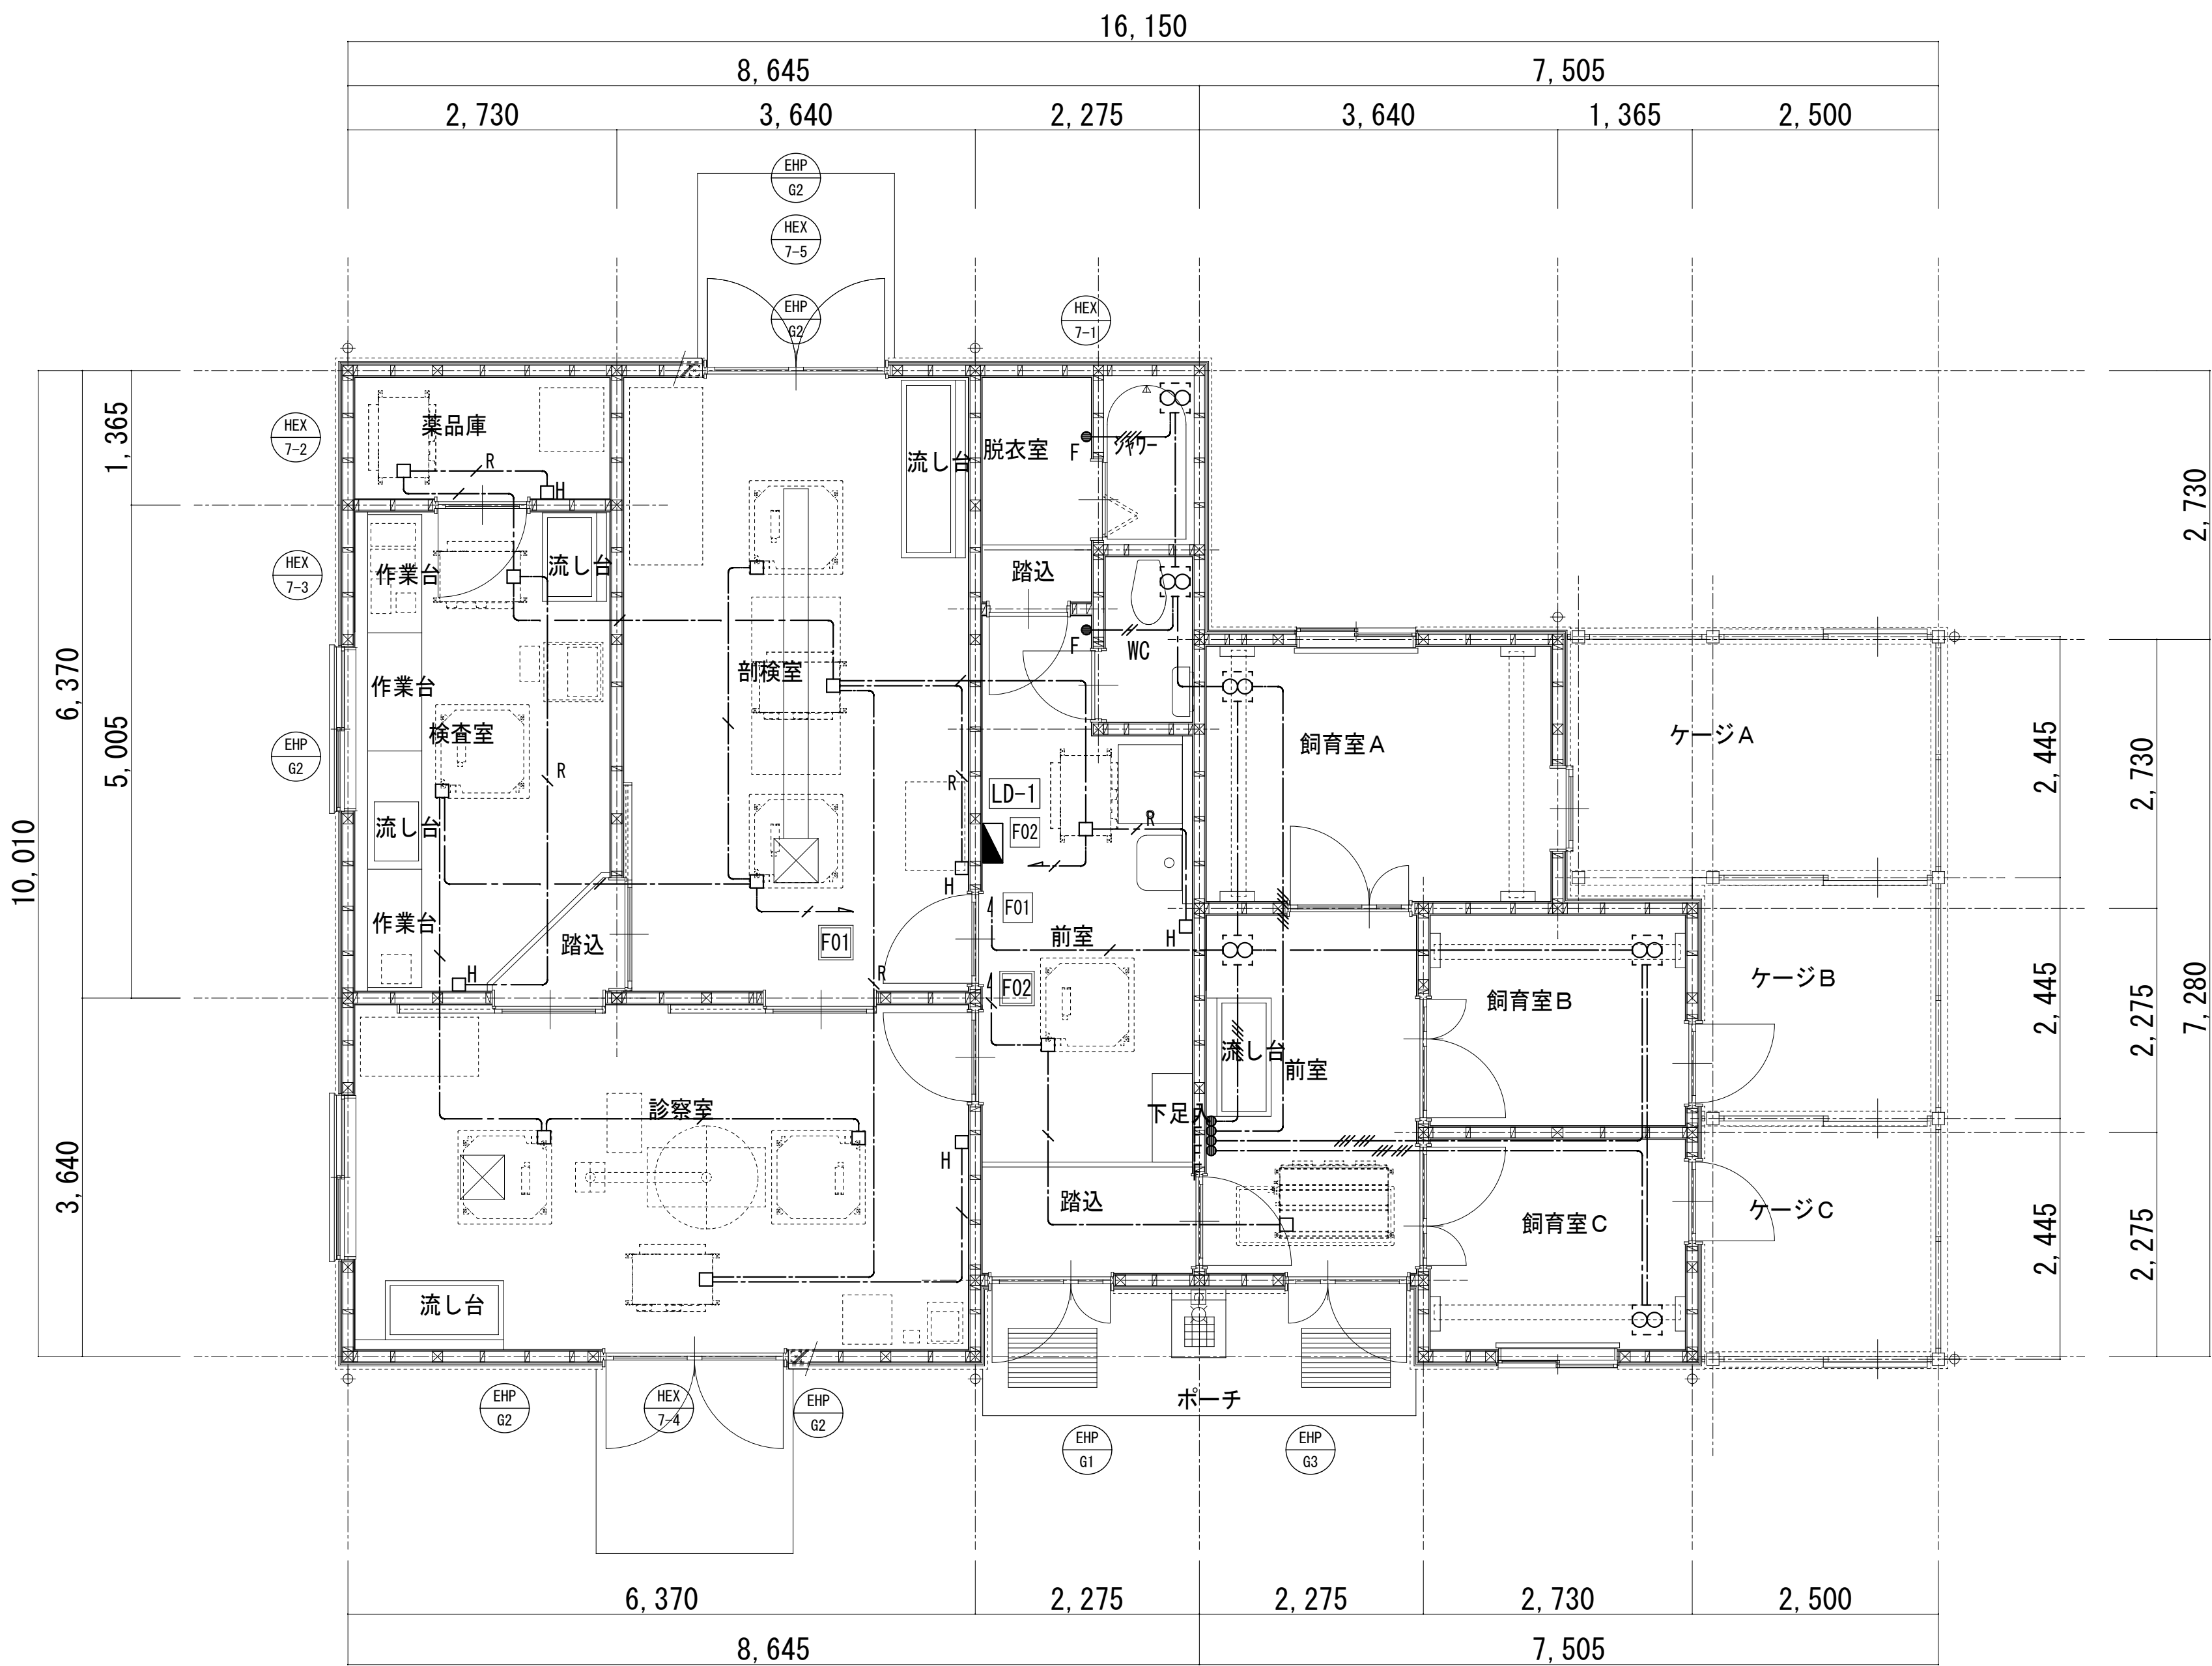 16,150
8,645
7,505
2,730
3,640
2,275
3,640
1,365
2,500
EHP
G2
HEX
7-5
EHP
G2
HEX
7-1
10,010
6,370
3,640
1,365
5,005
HEX
7-2
HEX
7-3
EHP
G2
薬品庫
R
H
流し台
脱衣室
F
シャワー
作業台
流し台
踏込
F
WC
作業台
剖検室
検査室
R
R
LD-1
F02
R
飼育室A
ケージA
流し台
H
作業台
踏込
F01
F01
前室
H
H
R
F02
飼育室B
ケージB
流し台
前室
診察室
下足入
F
F
F
F
H
踏込
飼育室C
ケージC
流し台
ポーチ
EHP
G2
HEX
7-4
EHP
G2
EHP
G1
EHP
G3
2,730
7,280
2,445
2,445
2,445
2,730
2,275
2,275
6,370
2,275
2,275
2,730
2,500
8,645
7,505